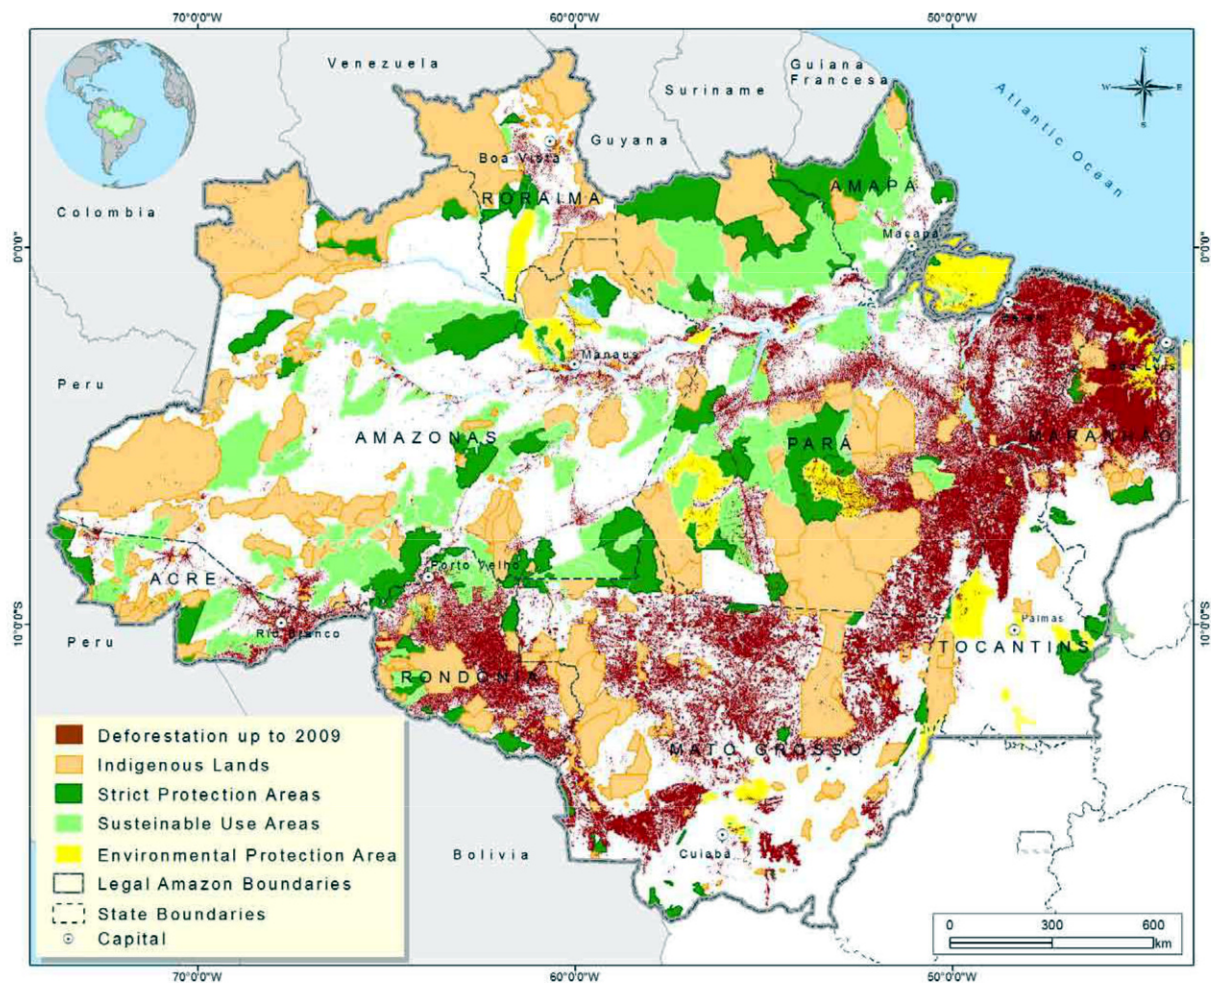 70°0'0"W 60°0'0"W 50°0'0"W
Venezuela
Guiana
Francesa
Suriname
Guyana
N
W E
S
Atlantic Ocean
Colombia
Boa Vista
RORAIMA
AMAPÁ
Macapá
0°0'0" 0°0'0"
Manaus
Peru
AMAZONAS
PARÁ
MARANHÃO
Porto Velho
ACRE
Rio Branco
Peru
10°0'0"S 10°0'0"S
Palmas
TOCANTINS
RONDÔNIA
MATO GROSSO
Cuiabá
Bolivia
Deforestation up to 2009
Indigenous Lands
Strict Protection Areas
Susteinable Use Areas
Environmental Protection Area
Legal Amazon Boundaries
State Boundaries
Capital
0 300 600
km
70°0'0"W 60°0'0"W 50°0'0"W